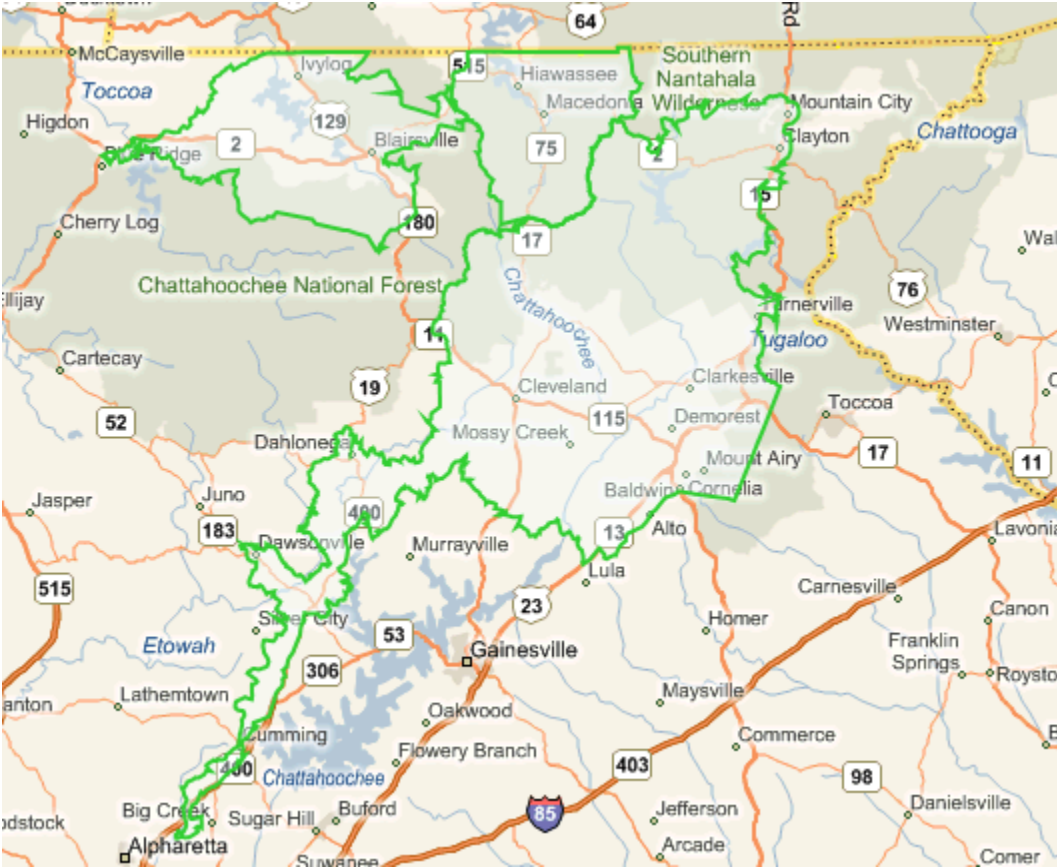 64
Rd
McCaysville
Ivylog
515
Southern
Nantahala
Wilderness
Hiawassee
Toccoa
Macedonia
Mountain City
Higdon
129
Chattooga
2
Blairsville
75
2
Clayton
Blue Ridge
15
Cherry Log
180
17
Chattahoochee National Forest
Chattahoochee
76
Ellijay
Turnerville
11
Westminster
Tugaloo
Cartecay
19
Cleveland
Clarkesville
Toccoa
52
115
Demorest
Dahlonega
Mossy Creek
17
11
Mount Airy
Jasper
Juno
Baldwin
Cornelia
400
183
13
Alto
Lavonia
Dawsonville
Murrayville
515
Lula
Carnesville
23
Canon
Silver City
53
Homer
Etowah
Gainesville
Franklin
Springs
306
Lathemtown
Maysville
Oakwood
Cumming
Commerce
Flowery Branch
400
403
98
Chattahoochee
Big Creek
Buford
85
Jefferson
Danielsville
Sugar Hill
Alpharetta
Arcade
Suwanee
Comer